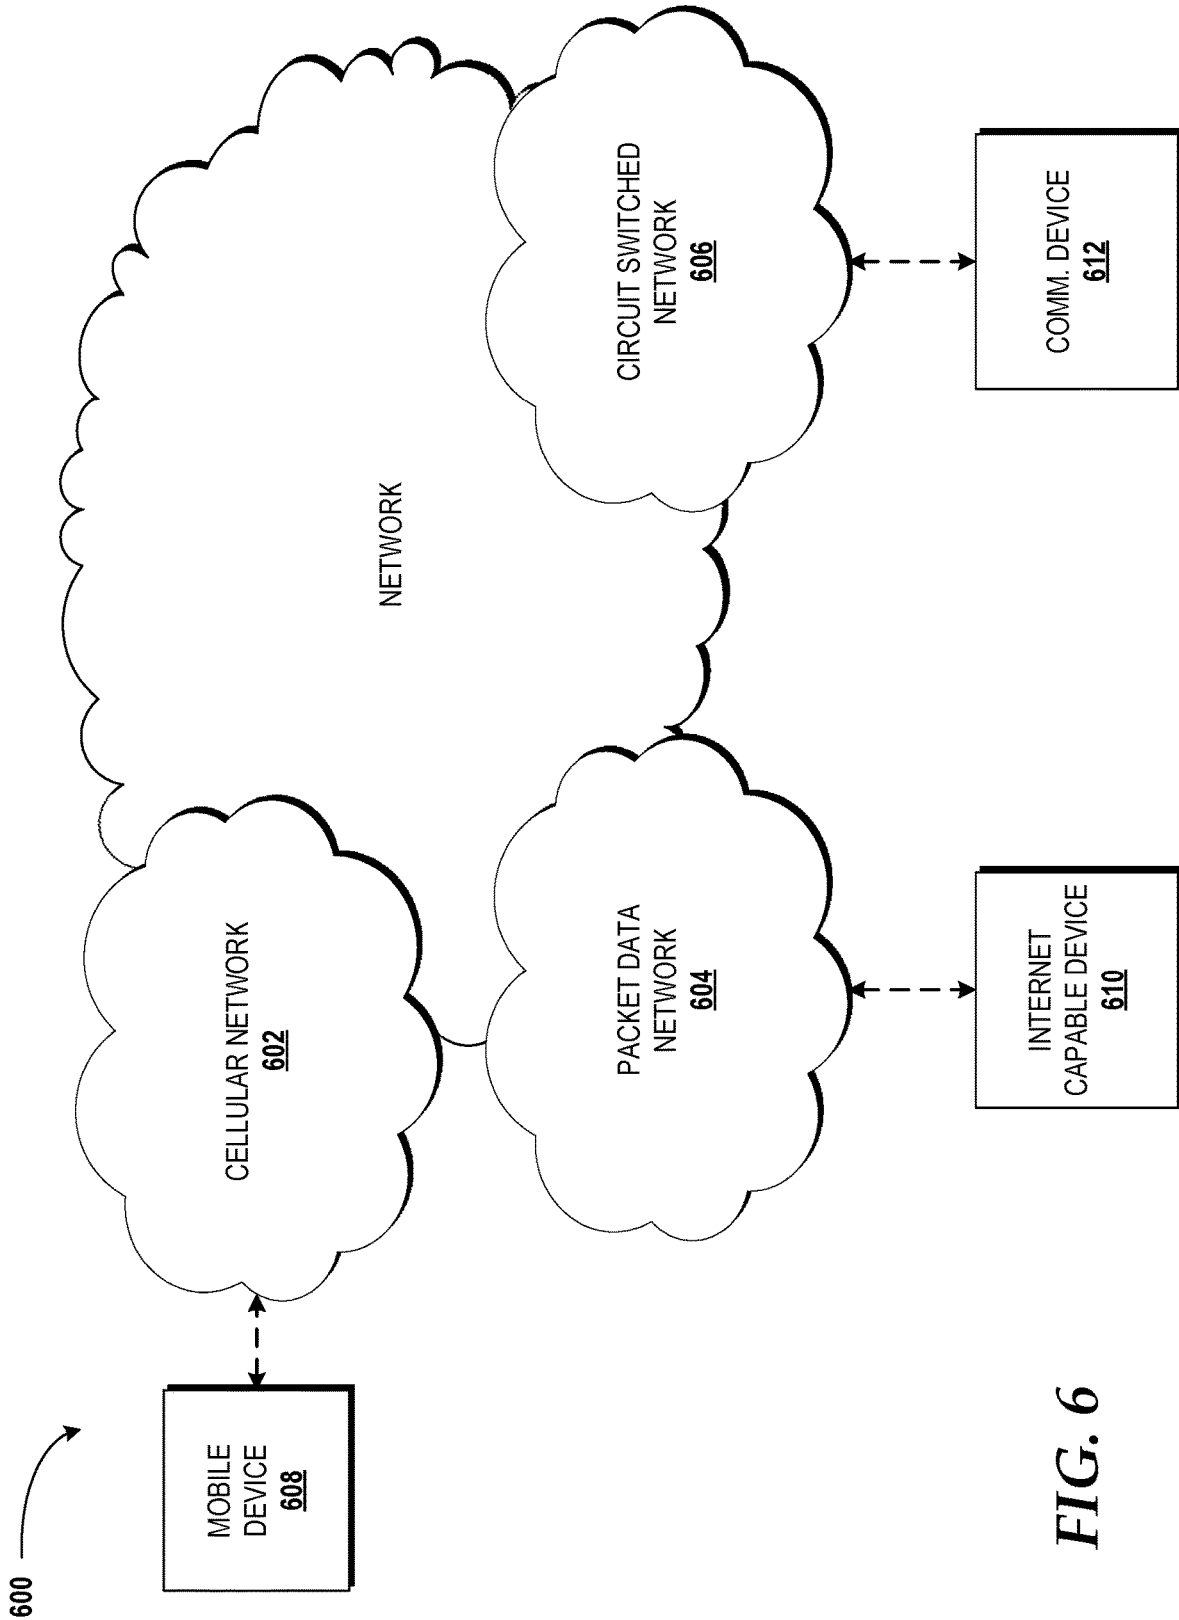 600
MOBILE
DEVICE
608
CELLULAR NETWORK
602
NETWORK
PACKET DATA
NETWORK
604
CIRCUIT SWITCHED
NETWORK
606
INTERNET
CAPABLE DEVICE
610
COMM. DEVICE
612
FIG. 6